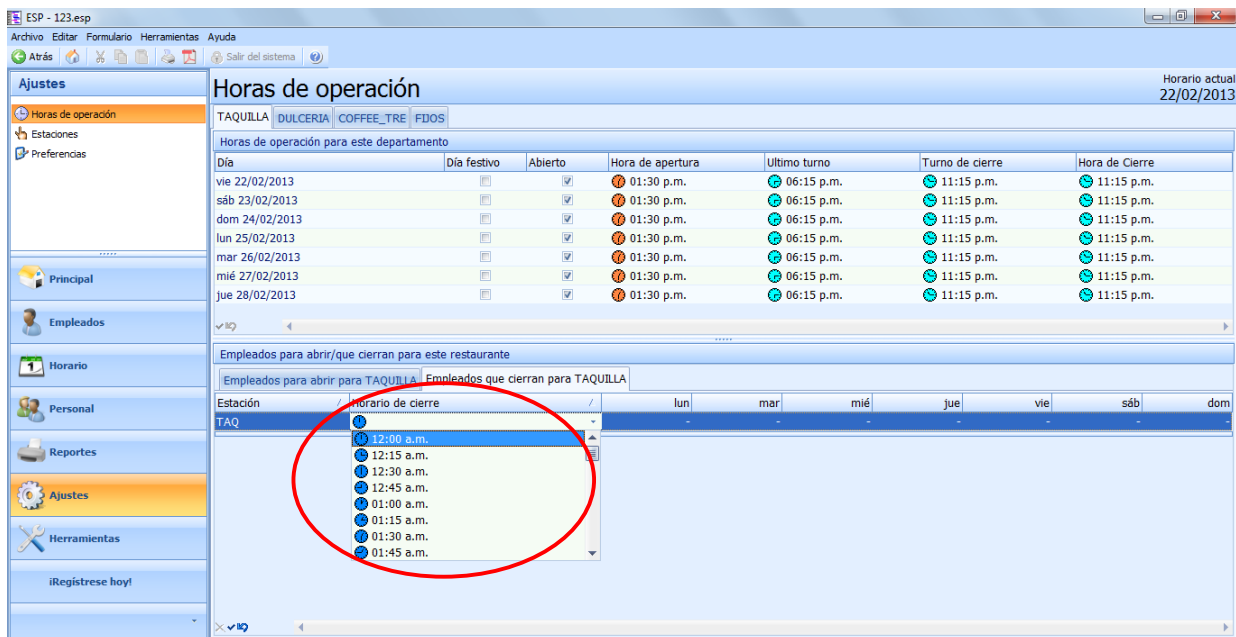 ESP - 123.esp
Archivo Editar Formulario Herramientas Ayuda
Atrás Salir del sistema
Ajustes
Horas de operación
Estaciones
Preferencias
Principal
Empleados
1 Horario
Personal
Reportes
Ajustes
Herramientas
¡Regístrese hoy!
Horas de operación
Horario actual
22/02/2013
TAQUILLA DULCERIA COFFEE_TRE FIJOS
Horas de operación para este departamento
Día Día festivo Abierto Hora de apertura Ultimo turno Turno de cierre Hora de Cierre
vie 22/02/2013 01:30 p.m. 06:15 p.m. 11:15 p.m. 11:15 p.m.
sáb 23/02/2013 01:30 p.m. 06:15 p.m. 11:15 p.m. 11:15 p.m.
dom 24/02/2013 01:30 p.m. 06:15 p.m. 11:15 p.m. 11:15 p.m.
lun 25/02/2013 01:30 p.m. 06:15 p.m. 11:15 p.m. 11:15 p.m.
mar 26/02/2013 01:30 p.m. 06:15 p.m. 11:15 p.m. 11:15 p.m.
mié 27/02/2013 01:30 p.m. 06:15 p.m. 11:15 p.m. 11:15 p.m.
jue 28/02/2013 01:30 p.m. 06:15 p.m. 11:15 p.m. 11:15 p.m.
Empleados para abrir/que cierran para este restaurante
Empleados para abrir para TAQUILLA Empleados que cierran para TAQUILLA
Estación Horario de cierre lun mar mié jue vie sáb dom
TAQ - - - - - - -
12:00 a.m.
12:15 a.m.
12:30 a.m.
12:45 a.m.
01:00 a.m.
01:15 a.m.
01:30 a.m.
01:45 a.m.